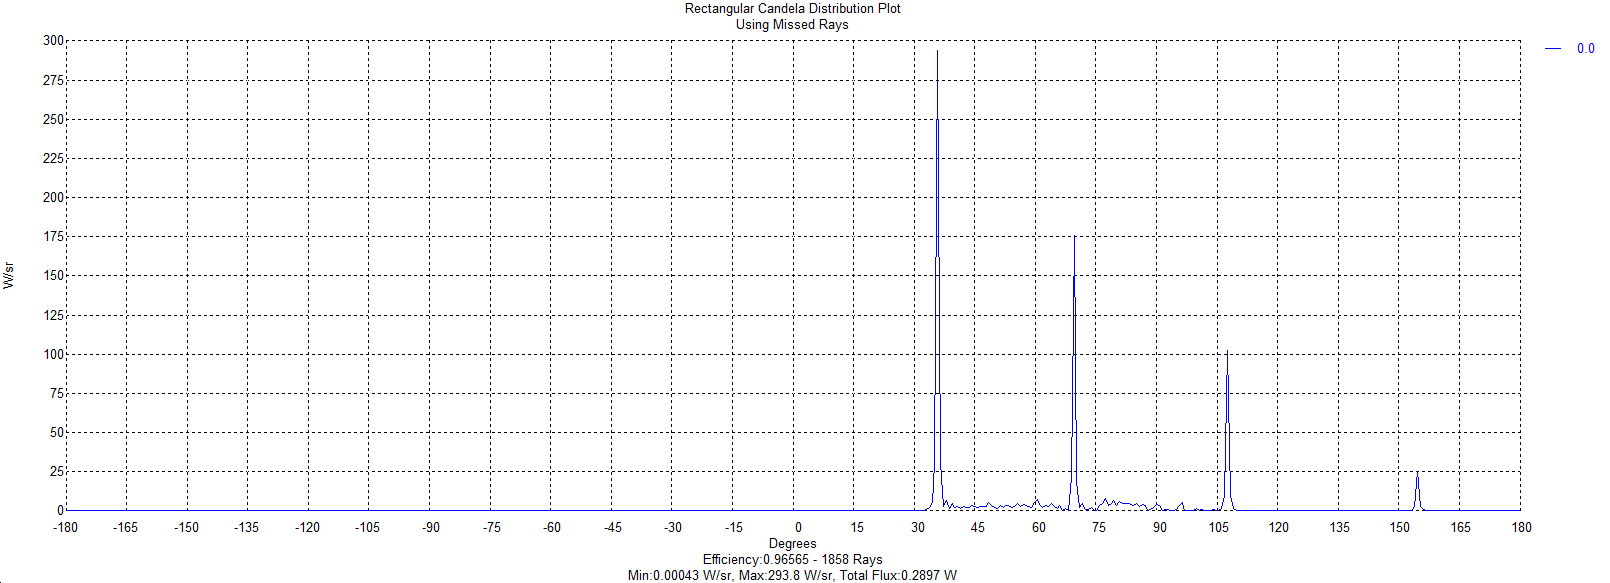 Rectangular Candela Distribution Plot
Using Missed Rays
300
275
250
225
200
175
150
125
100
75
50
25
0
W/sr
0.0
-180 -165 -150 -135 -120 -105 -90 -75 -60 -45 -30 -15 0 15 30 45 60 75 90 105 120 135 150 165 180
Degrees
Efficiency:0.96565 - 1858 Rays
Min:0.00043 W/sr, Max:293.8 W/sr, Total Flux:0.2897 W